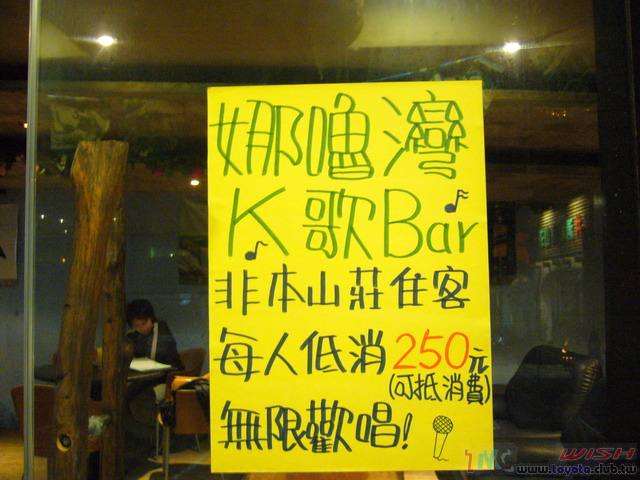 娜嚕灣
K歌Bar
非本山莊住客
每人低消250元
(可抵消費)
無限歡唱!
WISH
www.toyota.club.tw